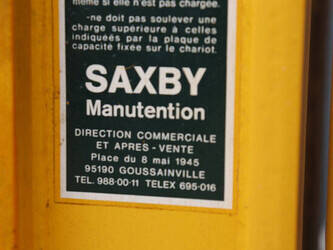 même si elle n'est pas chargée.
-ne doit pas soulever une
charge supérieure à celles
indiquées par la plaque de
capacité fixée sur le chariot.
SAXBY
Manutention
DIRECTION COMMERCIALE
ET APRES-VENTE
Place du 8 mai 1945
95190 GOUSSAINVILLE
TEL. 988-00-11 TELEX 695-016